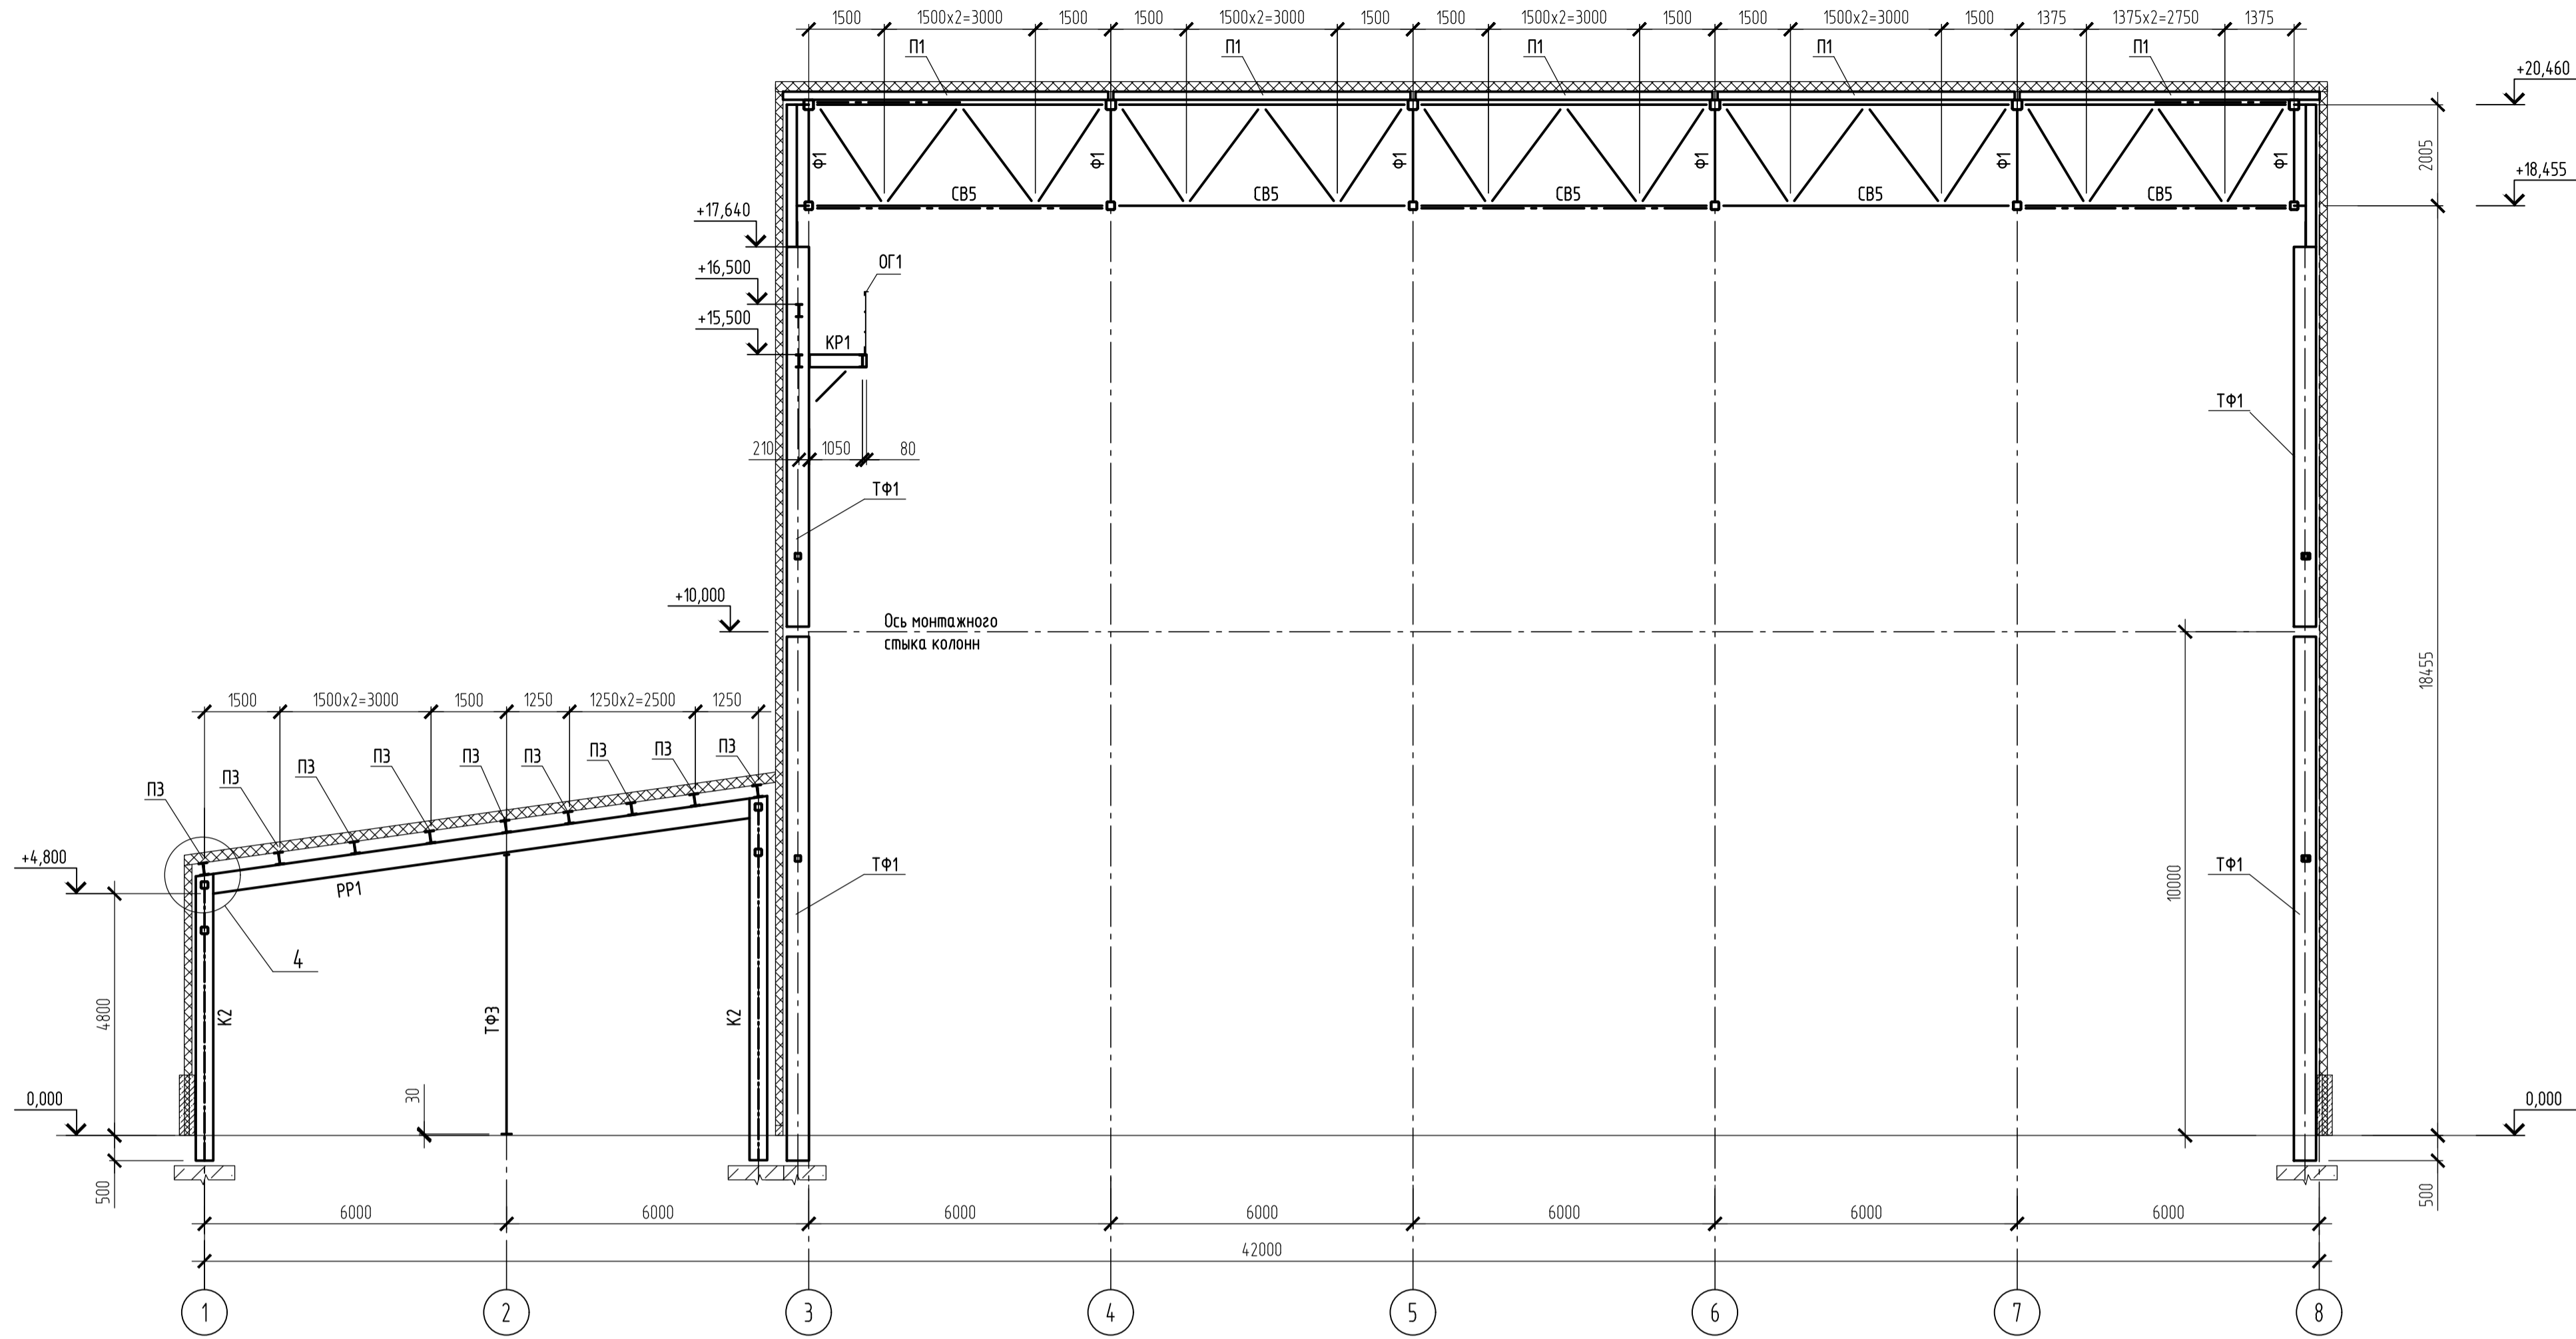 1500 1500x2=3000 1500 1500 1500x2=3000 1500 1500 1500x2=3000 1500 1500 1500x2=3000 1500 1375 1375x2=2750 1375
П1 П1 П1 П1 П1
+20,460
Ф1 Ф1 Ф1 Ф1 Ф1 Ф1
2005
+18,455
СВ5 СВ5 СВ5 СВ5 СВ5
+17,640
+16,500
ОГ1
+15,500
КР1
ТФ1
210 1050 80
ТФ1
+10,000
Ось монтажного
стыка колонн
18455
1500 1500x2=3000 1500 1250 1250x2=2500 1250
П3 П3 П3 П3 П3 П3 П3 П3 П3
+4,800
ТФ1
ТФ1
10000
РР1
4
4800
К2
ТФ3
К2
30
0,000
0,000
500
500
6000 6000 6000 6000 6000 6000 6000
42000
1 2 3 4 5 6 7 8